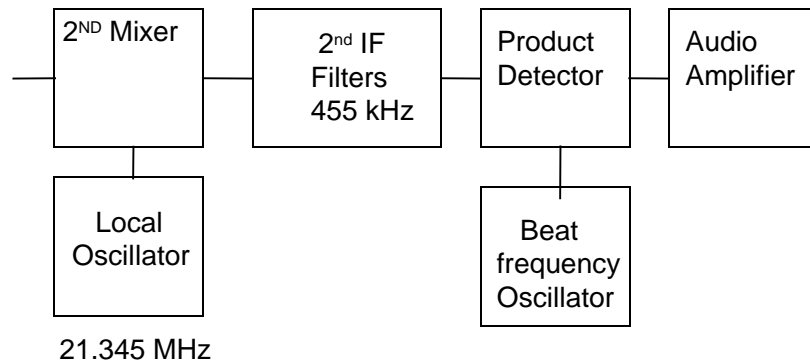 2ND Mixer
2nd IF
Filters
455 kHz
Product
Detector
Audio
Amplifier
Local
Oscillator
Beat
frequency
Oscillator
21.345 MHz